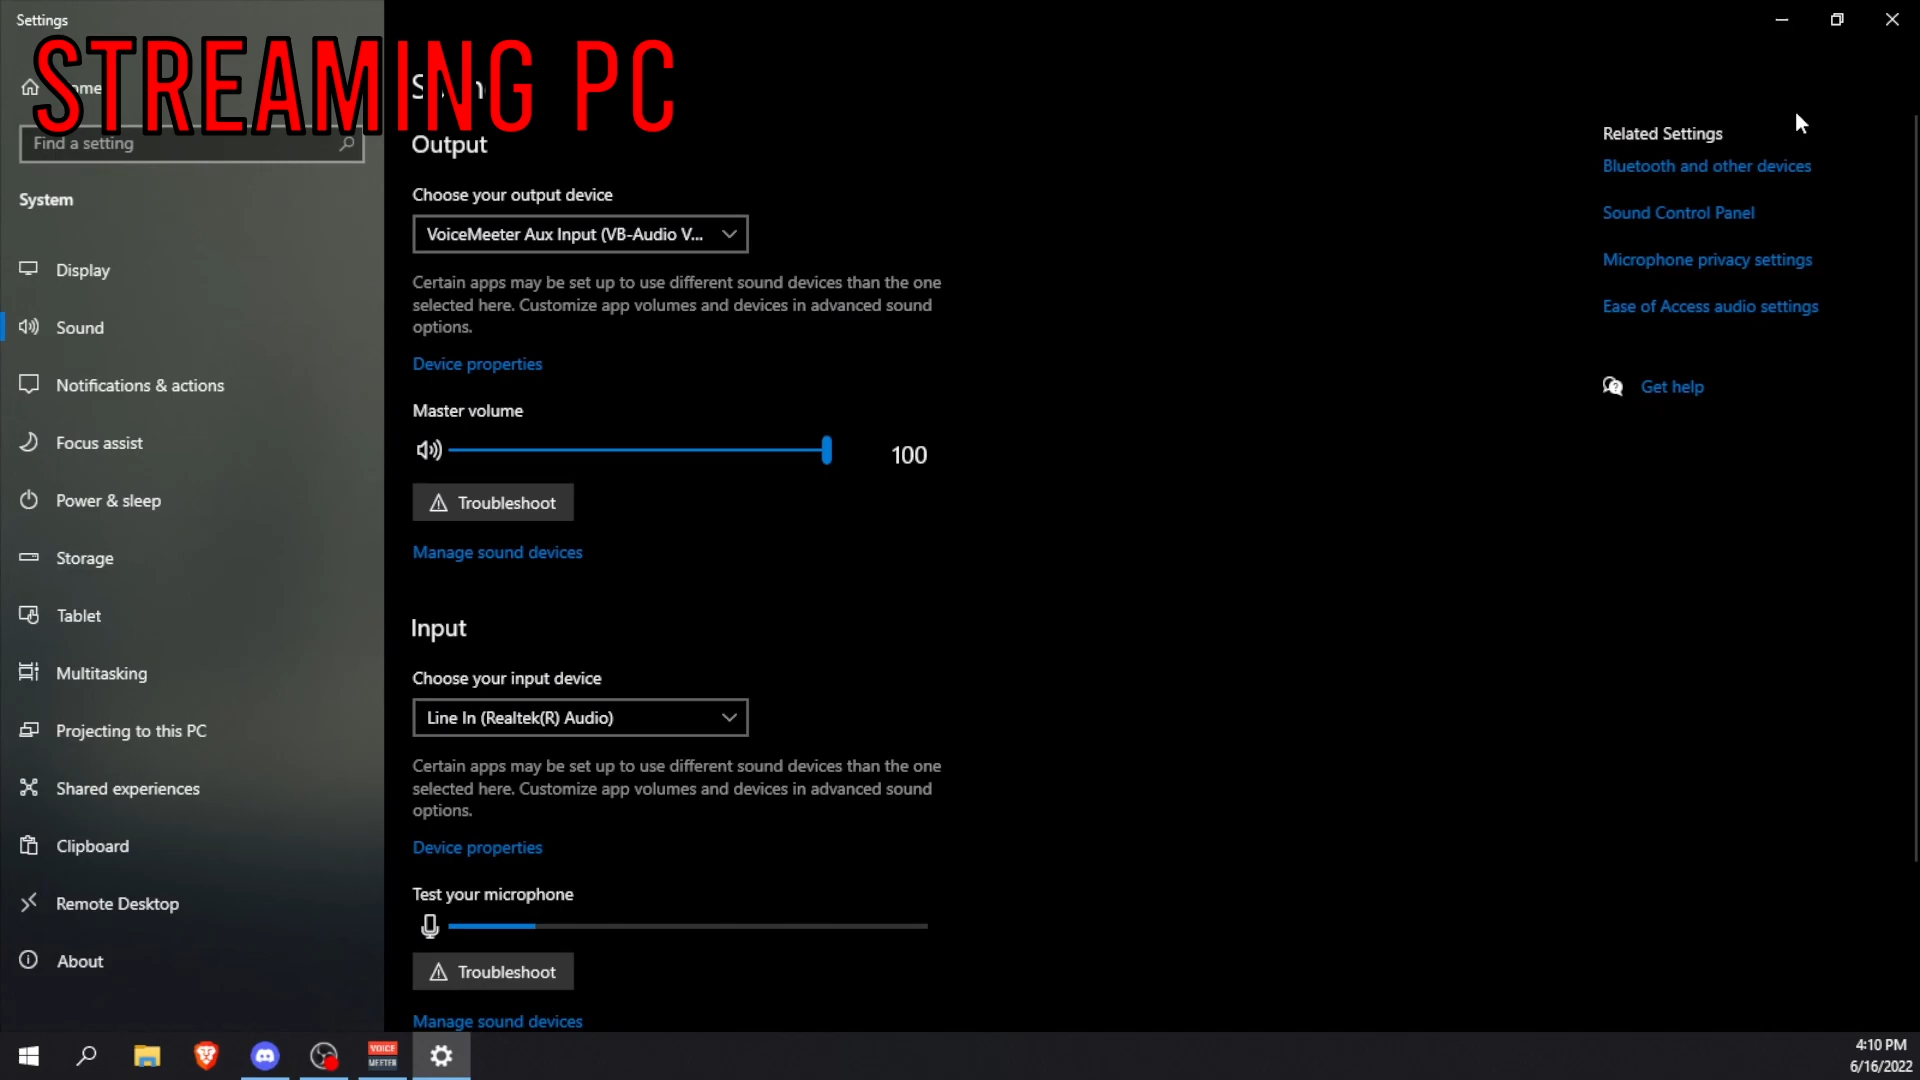 Settings
STREAMING PC
Find a setting
System
Display
Sound
Notifications & actions
Focus assist
Power & sleep
Storage
Tablet
Multitasking
Projecting to this PC
Shared experiences
Clipboard
Remote Desktop
About
Output
Choose your output device
VoiceMeeter Aux Input (VB-Audio V...
Certain apps may be set up to use different sound devices than the one
selected here. Customize app volumes and devices in advanced sound
options.
Device properties
Master volume
100
Troubleshoot
Manage sound devices
Input
Choose your input device
Line In (Realtek(R) Audio)
Certain apps may be set up to use different sound devices than the one
selected here. Customize app volumes and devices in advanced sound
options.
Device properties
Test your microphone
Troubleshoot
Manage sound devices
Related Settings
Bluetooth and other devices
Sound Control Panel
Microphone privacy settings
Ease of Access audio settings
Get help
VOICE
MEETER
4:10 PM
6/16/2022